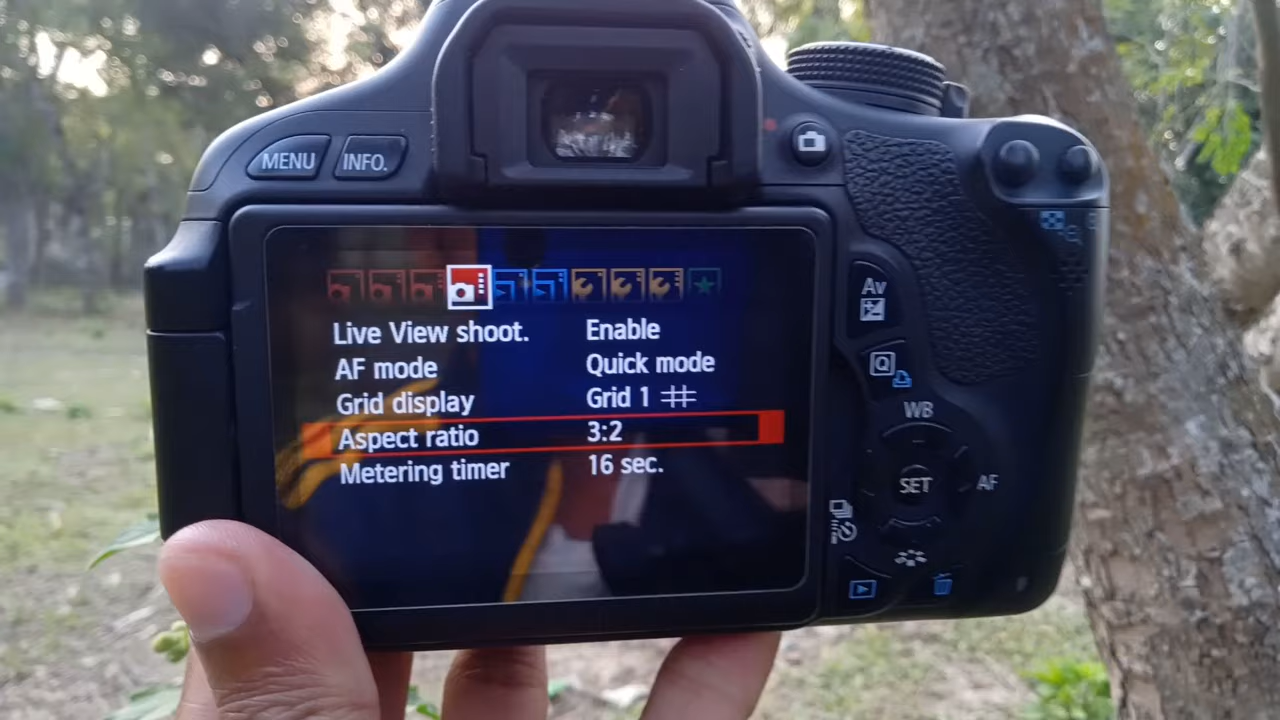 MENU INFO.
Live View shoot. Enable
AF mode Quick mode
Grid display Grid 1
Aspect ratio 3:2
Metering timer 16 sec.
Av
Q
WB
SET
AF